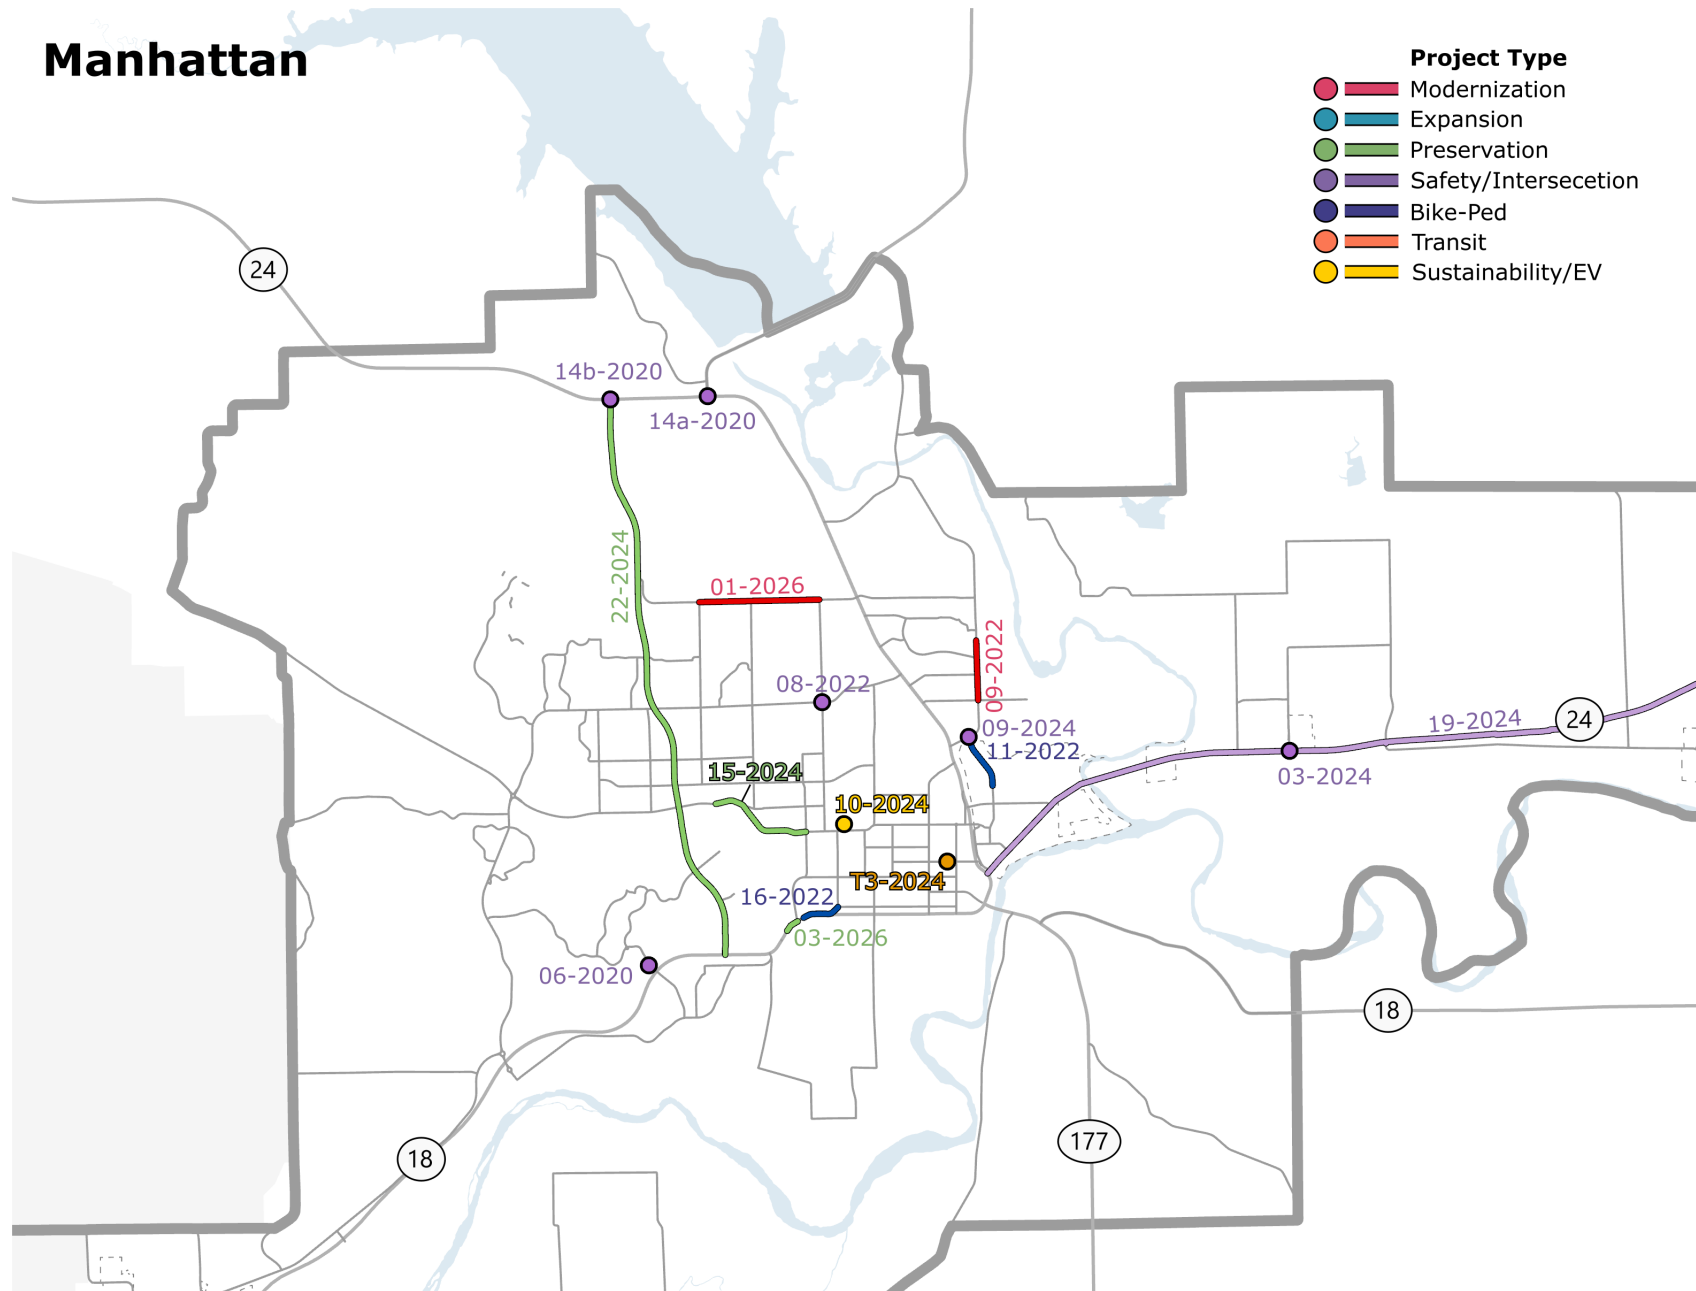 Manhattan
Project Type
Modernization
Expansion
Preservation
Safety/Intersecetion
Bike-Ped
Transit
Sustainability/EV
24
14b-2020
14a-2020
22-2024
01-2026
09-2022
08-2022
09-2024
11-2022
19-2024
24
03-2024
15-2024
10-2024
T3-2024
16-2022
03-2026
06-2020
18
18
177